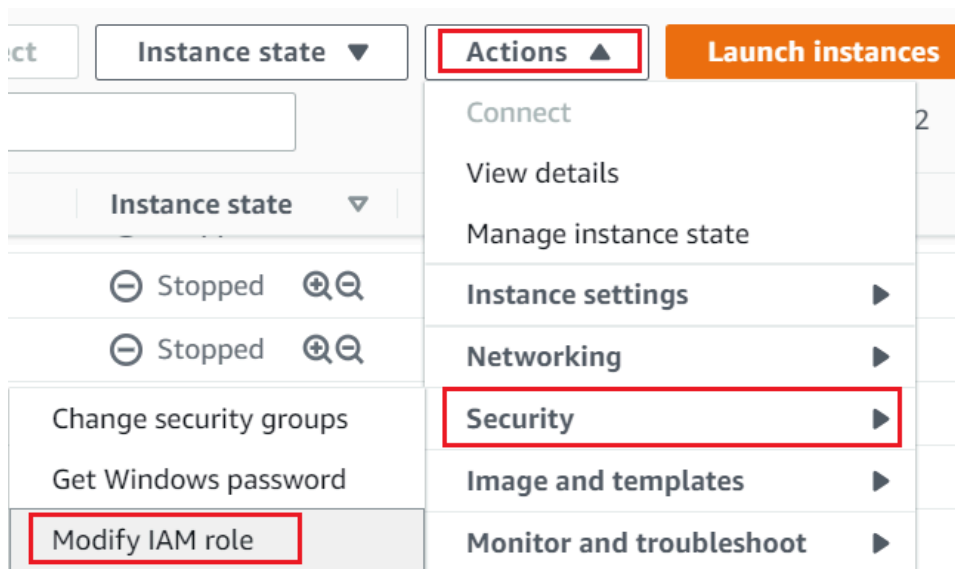 ct
Instance state
Actions
Launch instances
Connect
2
View details
Instance state
Manage instance state
Stopped
Instance settings
Stopped
Networking
Change security groups
Security
Get Windows password
Image and templates
Modify IAM role
Monitor and troubleshoot